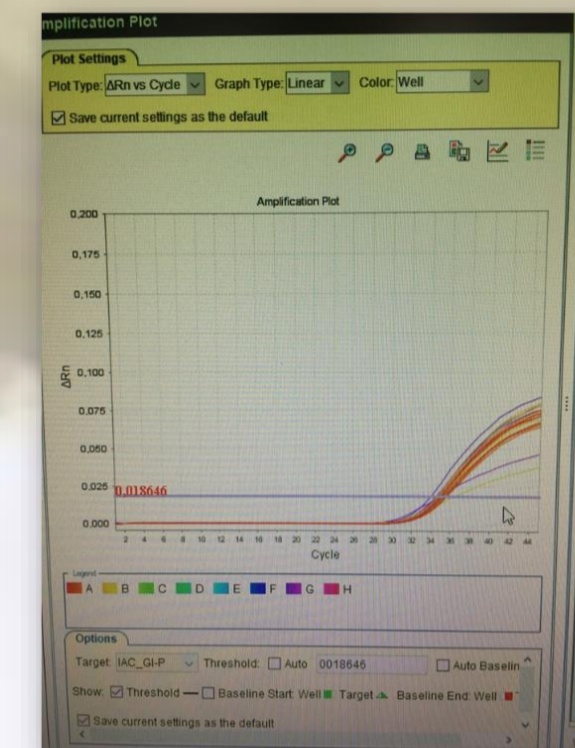 mplification Plot
Plot Settings
Plot Type: ΔRn vs Cycle Graph Type: Linear Color: Well
Save current settings as the default
Amplification Plot
0,200
0,175
0,150
0,125
0,100
0,075
0,050
0,025
0,000
ΔRn
0,018646
2 4 6 8 10 12 14 16 18 20 22 24 26 28 30 32 34 36 38 40 42 44
Cycle
Legend
A B C D E F G H
Options
Target: IAC_GI-P Threshold: Auto 0018646 Auto Baselin
Show: Threshold Baseline Start: Well Target Baseline End: Well
Save current settings as the default